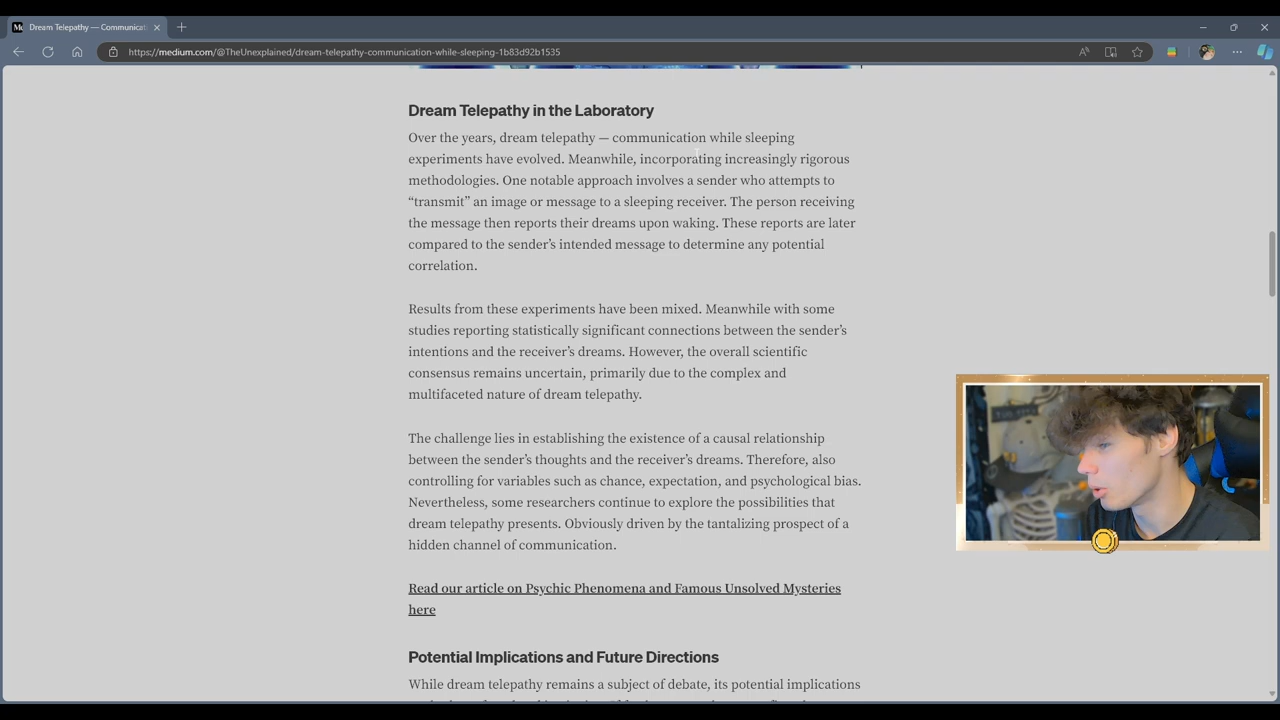 Dream Telepathy — Communicat
https://medium.com/@TheUnexplained/dream-telepathy-communication-while-sleeping-1b83d92b1535
Dream Telepathy in the Laboratory
Over the years, dream telepathy — communication while sleeping
experiments have evolved. Meanwhile, incorporating increasingly rigorous
methodologies. One notable approach involves a sender who attempts to
“transmit” an image or message to a sleeping receiver. The person receiving
the message then reports their dreams upon waking. These reports are later
compared to the sender’s intended message to determine any potential
correlation.
Results from these experiments have been mixed. Meanwhile with some
studies reporting statistically significant connections between the sender’s
intentions and the receiver’s dreams. However, the overall scientific
consensus remains uncertain, primarily due to the complex and
multifaceted nature of dream telepathy.
The challenge lies in establishing the existence of a causal relationship
between the sender’s thoughts and the receiver’s dreams. Therefore, also
controlling for variables such as chance, expectation, and psychological bias.
Nevertheless, some researchers continue to explore the possibilities that
dream telepathy presents. Obviously driven by the tantalizing prospect of a
hidden channel of communication.
Read our article on Psychic Phenomena and Famous Unsolved Mysteries
here
Potential Implications and Future Directions
While dream telepathy remains a subject of debate, its potential implications